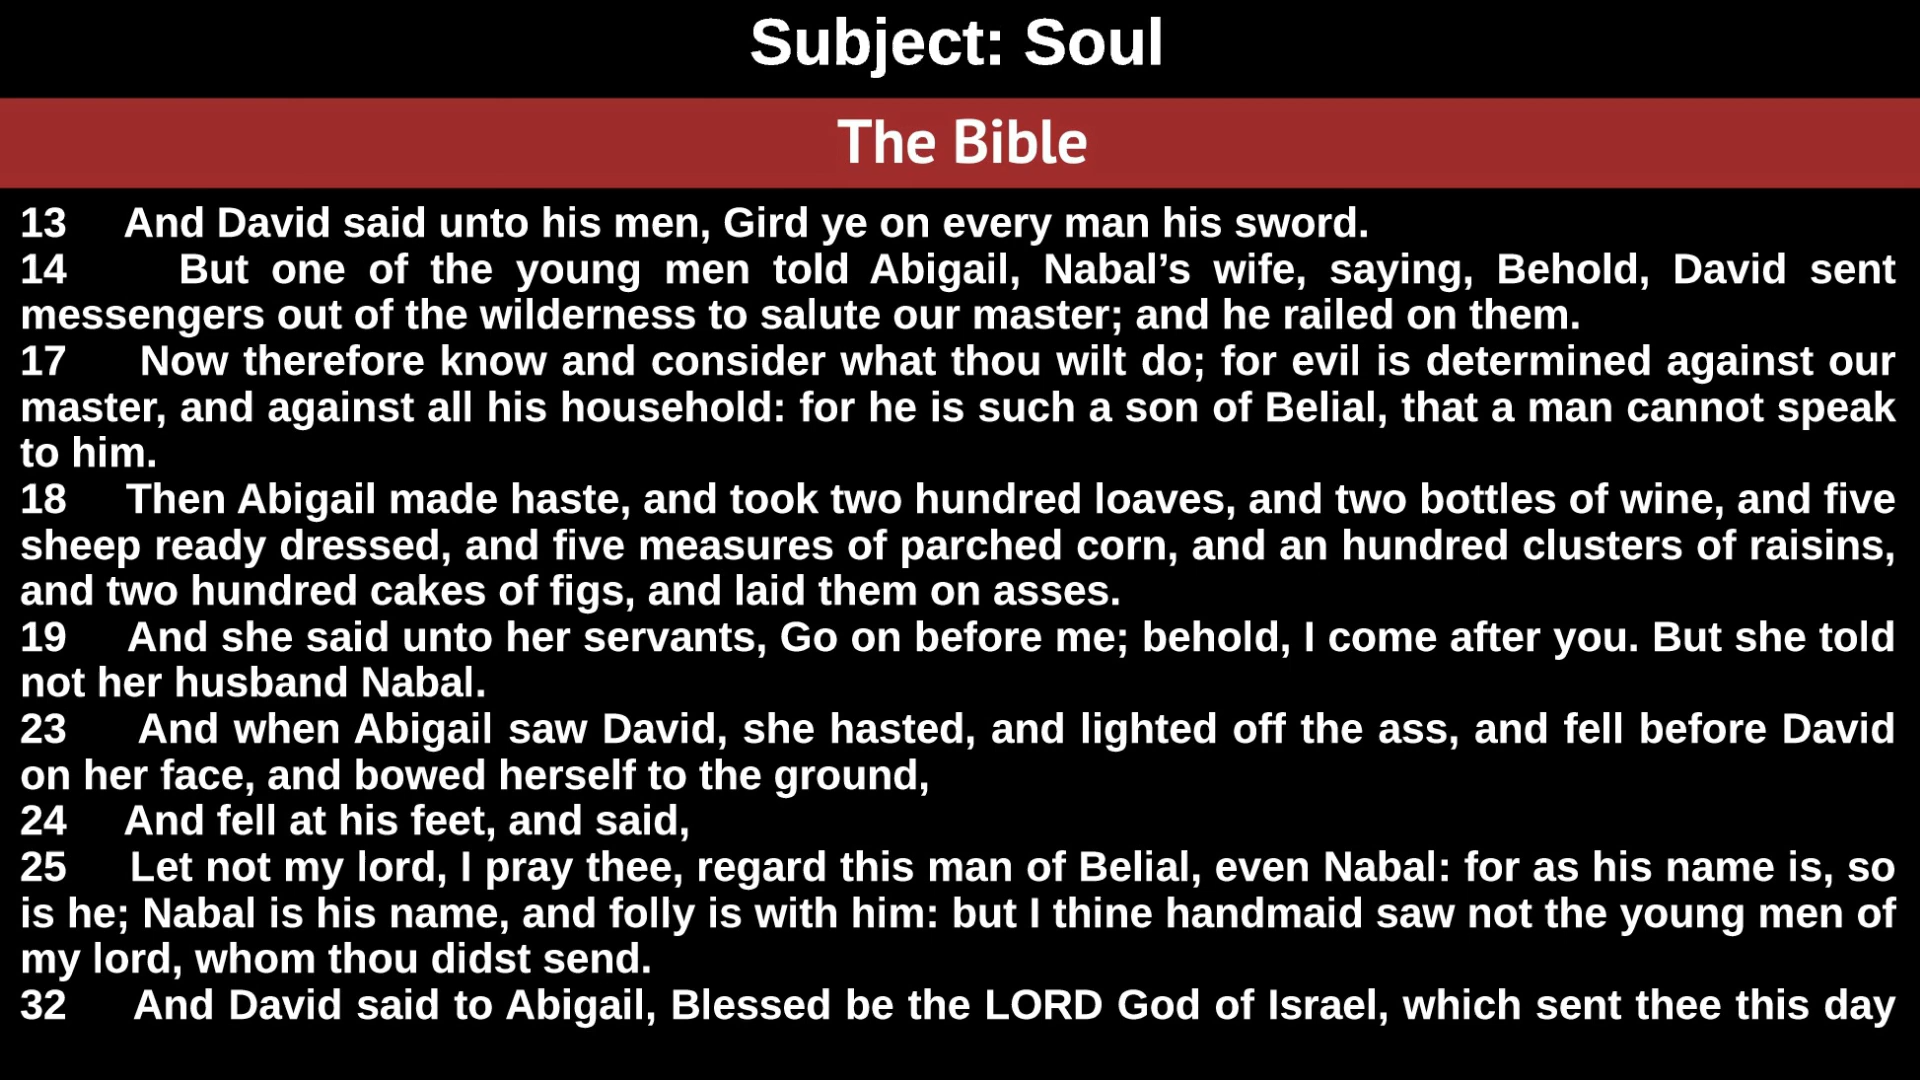 Subject: Soul
The Bible
13 And David said unto his men, Gird ye on every man his sword.
14 But one of the young men told Abigail, Nabal’s wife, saying, Behold, David sent
messengers out of the wilderness to salute our master; and he railed on them.
17 Now therefore know and consider what thou wilt do; for evil is determined against our
master, and against all his household: for he is such a son of Belial, that a man cannot speak
to him.
18 Then Abigail made haste, and took two hundred loaves, and two bottles of wine, and five
sheep ready dressed, and five measures of parched corn, and an hundred clusters of raisins,
and two hundred cakes of figs, and laid them on asses.
19 And she said unto her servants, Go on before me; behold, I come after you. But she told
not her husband Nabal.
23 And when Abigail saw David, she hasted, and lighted off the ass, and fell before David
on her face, and bowed herself to the ground,
24 And fell at his feet, and said,
25 Let not my lord, I pray thee, regard this man of Belial, even Nabal: for as his name is, so
is he; Nabal is his name, and folly is with him: but I thine handmaid saw not the young men of
my lord, whom thou didst send.
32 And David said to Abigail, Blessed be the LORD God of Israel, which sent thee this day